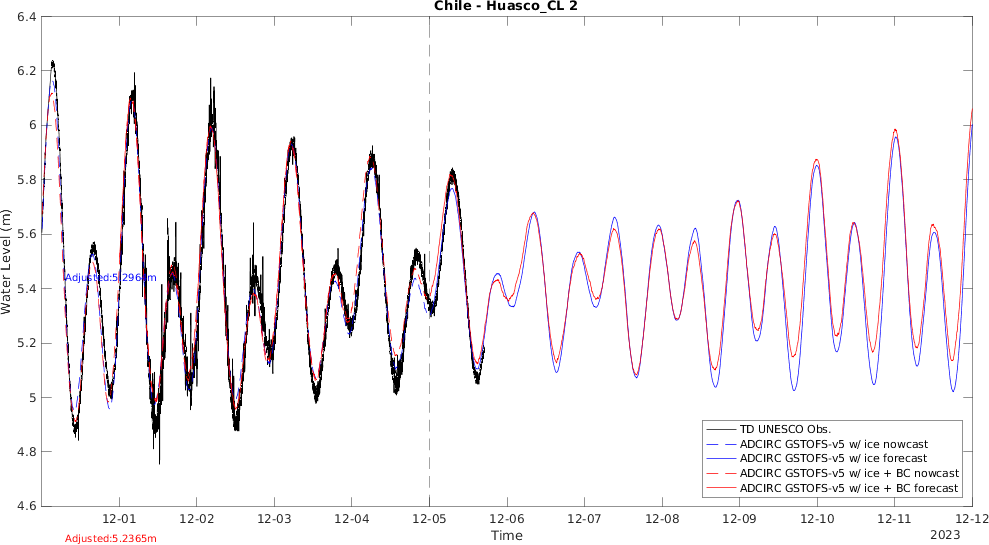 Chile - Huasco_CL 2
6.4
6.2
6
5.8
5.6
5.4
5.2
5
4.8
4.6
Water Level (m)
Adjusted:5.2964m
TD UNESCO Obs.
ADCIRC GSTOFS-v5 w/ ice nowcast
ADCIRC GSTOFS-v5 w/ ice forecast
ADCIRC GSTOFS-v5 w/ ice + BC nowcast
ADCIRC GSTOFS-v5 w/ ice + BC forecast
12-01 12-02 12-03 12-04 12-05 12-06 12-07 12-08 12-09 12-10 12-11 12-12
Time
2023
Adjusted:5.2365m